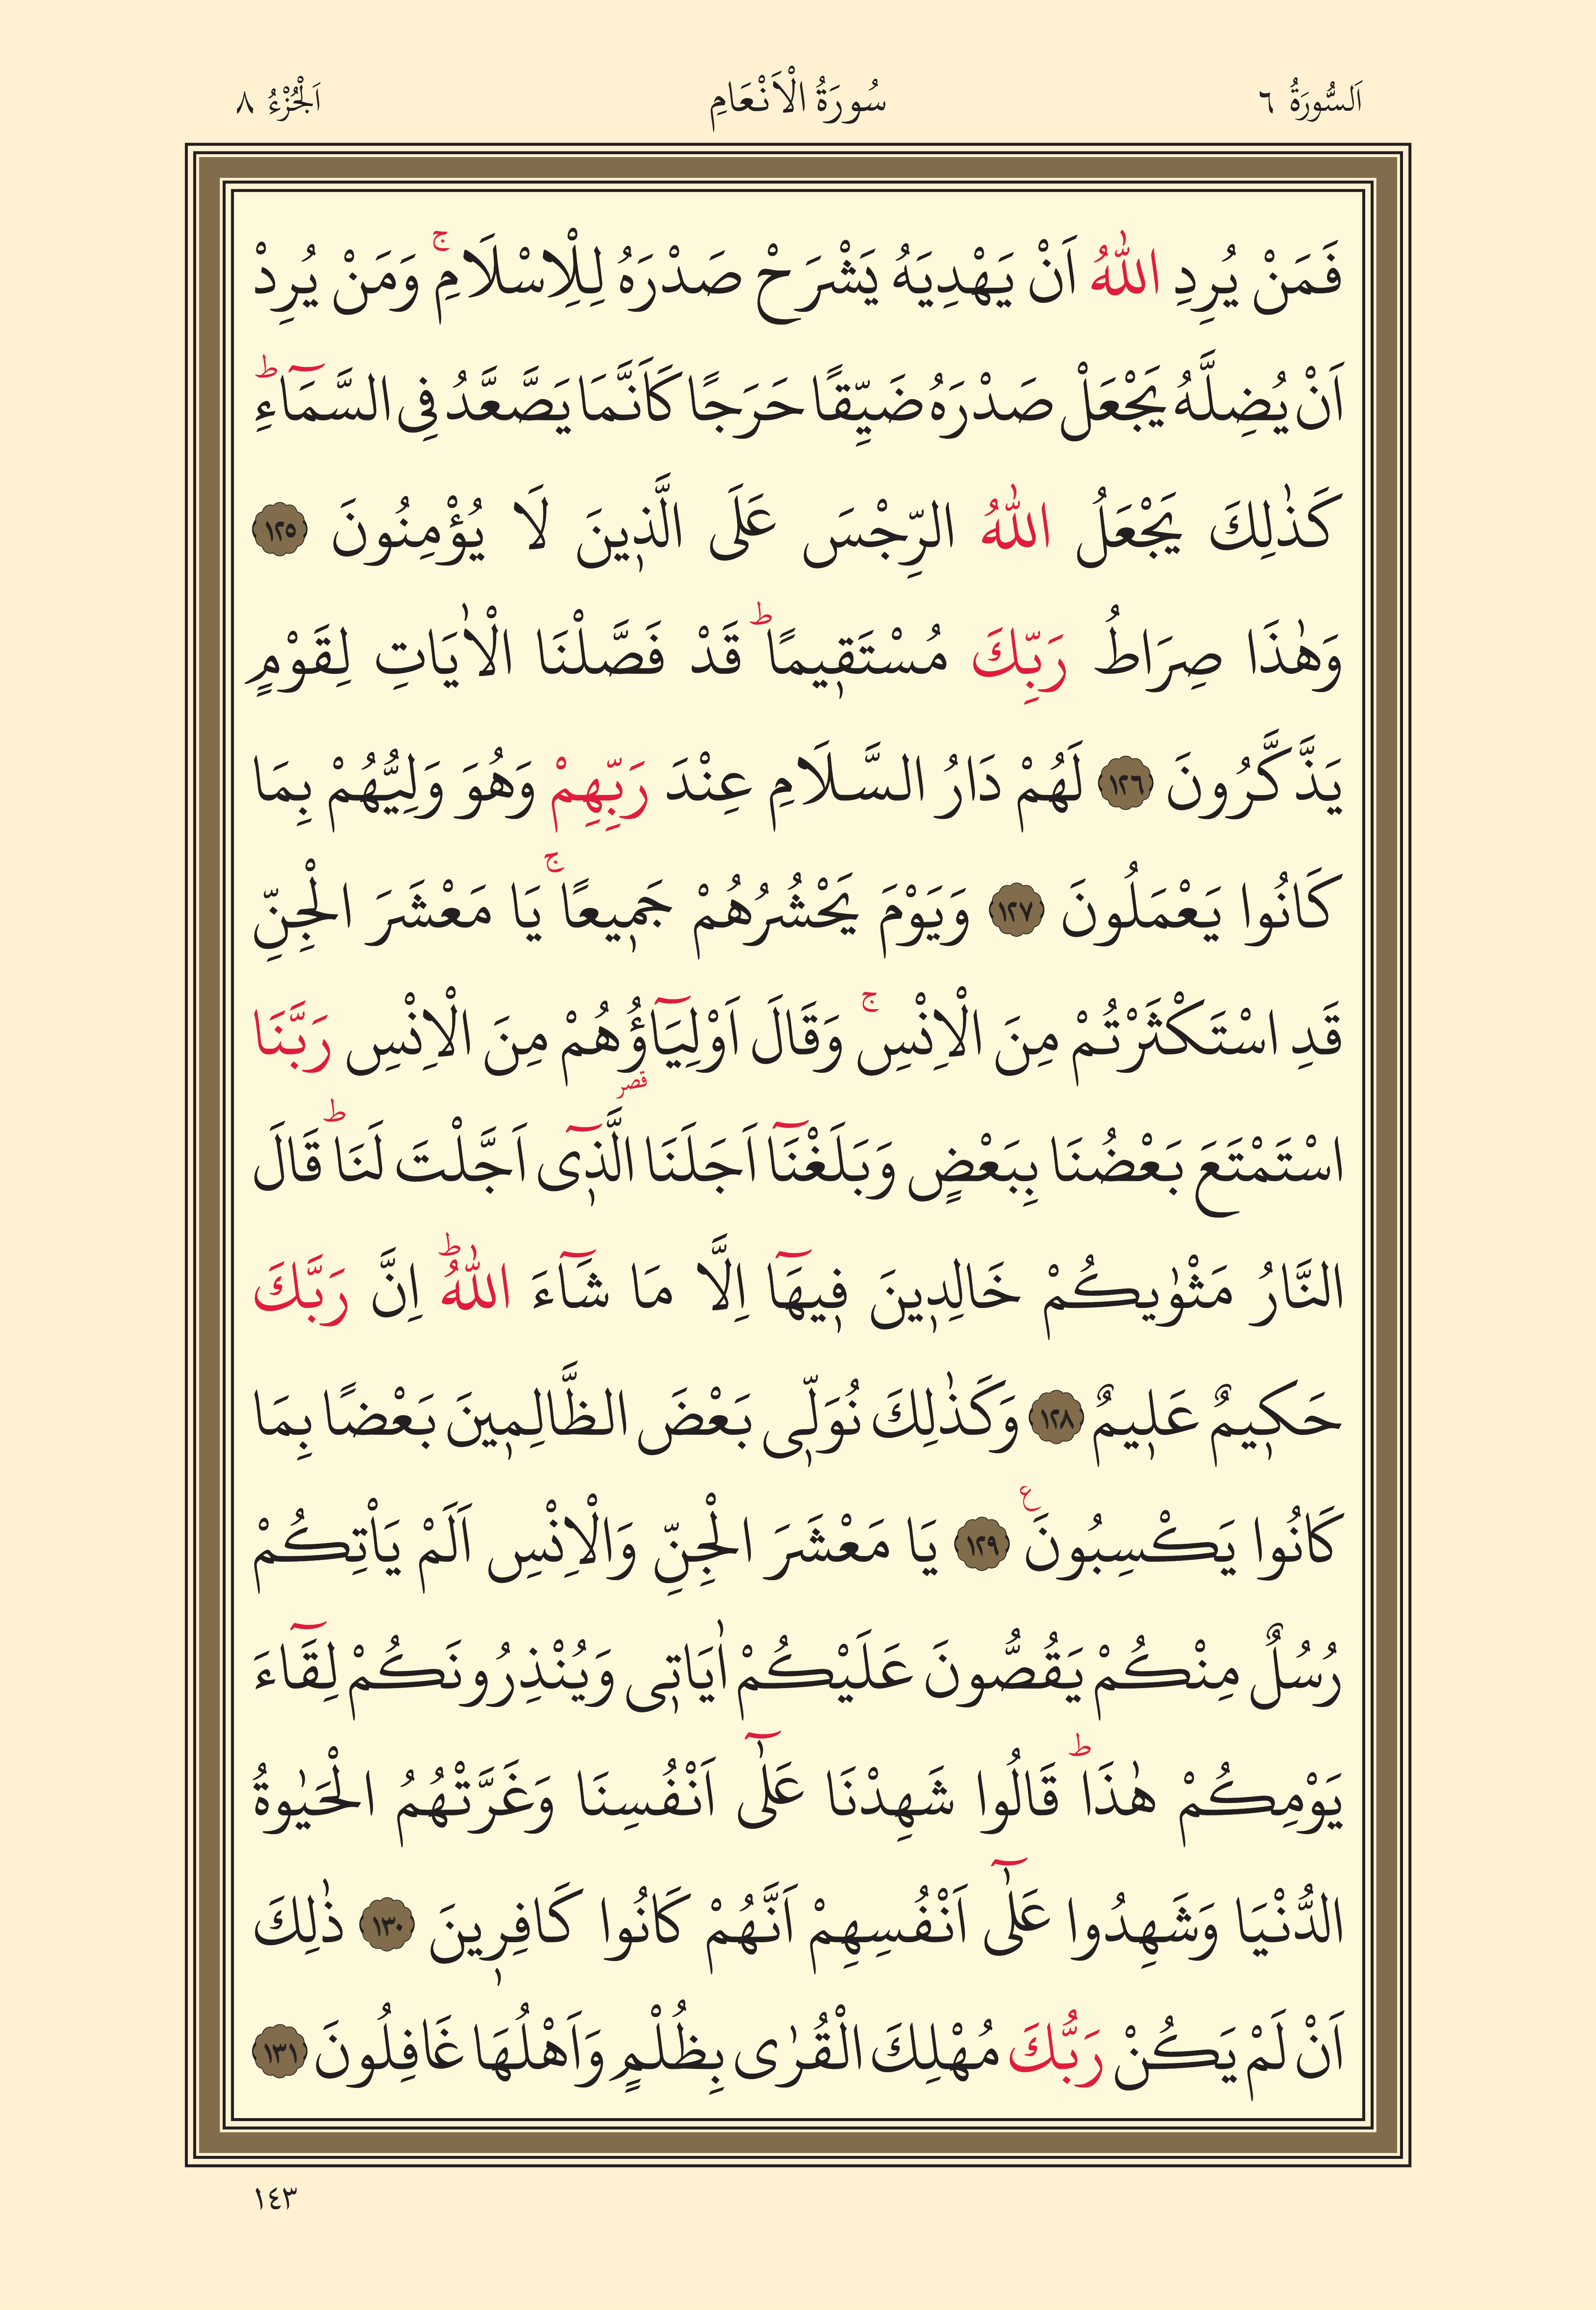 اَلسُّورَةُ ٦
سُورَةُ الْاَنْعَامِ
اَلْجُزْءُ ٨
فَمَنْ يُرِدِ اللّٰهُ اَنْ يَهْدِيَهُ يَشْرَحْ صَدْرَهُ لِلْاِسْلَامِۚ وَمَنْ يُرِدْ
اَنْ يُضِلَّهُ يَجْعَلْ صَدْرَهُ ضَيِّقًا حَرَجًا كَاَنَّمَا يَصَّعَّدُ فِى السَّمَٓاءِۜ
كَذٰلِكَ يَجْعَلُ اللّٰهُ الرِّجْسَ عَلَى الَّذ۪ينَ لَا يُؤْمِنُونَ ١٢٥
وَهٰذَا صِرَاطُ رَبِّكَ مُسْتَق۪يمًاۜ قَدْ فَصَّلْنَا الْاٰيَاتِ لِقَوْمٍ
يَذَّكَّرُونَ ١٢٦ لَهُمْ دَارُ السَّلَامِ عِنْدَ رَبِّهِمْ وَهُوَ وَلِيُّهُمْ بِمَا
كَانُوا يَعْمَلُونَ ١٢٧ وَيَوْمَ يَحْشُرُهُمْ جَم۪يعًاۚ يَا مَعْشَرَ الْجِنِّ
قَدِ اسْتَكْثَرْتُمْ مِنَ الْاِنْسِۚ وَقَالَ اَوْلِيَٓاؤُ۬هُمْ مِنَ الْاِنْسِ رَبَّنَا
قصر
اسْتَمْتَعَ بَعْضُنَا بِبَعْضٍ وَبَلَغْنَٓا اَجَلَنَا الَّذ۪ٓى اَجَّلْتَ لَنَاۜ قَالَ
النَّارُ مَثْوٰيكُمْ خَالِد۪ينَ ف۪يهَٓا اِلَّا مَا شَٓاءَ اللّٰهُۜ اِنَّ رَبَّكَ
حَك۪يمٌ عَل۪يمٌ ١٢٨ وَكَذٰلِكَ نُوَلّ۪ى بَعْضَ الظَّالِم۪ينَ بَعْضًا بِمَا
كَانُوا يَكْسِبُونَ ع ١٢٩ يَا مَعْشَرَ الْجِنِّ وَالْاِنْسِ اَلَمْ يَاْتِكُمْ
رُسُلٌ مِنْكُمْ يَقُصُّونَ عَلَيْكُمْ اٰيَات۪ى وَيُنْذِرُونَكُمْ لِقَٓاءَ
يَوْمِكُمْ هٰذَاۜ قَالُوا شَهِدْنَا عَلٰٓى اَنْفُسِنَا وَغَرَّتْهُمُ الْحَيٰوةُ
الدُّنْيَا وَشَهِدُوا عَلٰٓى اَنْفُسِهِمْ اَنَّهُمْ كَانُوا كَافِر۪ينَ ١٣٠ ذٰلِكَ
اَنْ لَمْ يَكُنْ رَبُّكَ مُهْلِكَ الْقُرٰى بِظُلْمٍ وَاَهْلُهَا غَافِلُونَ ١٣١
١٤٣